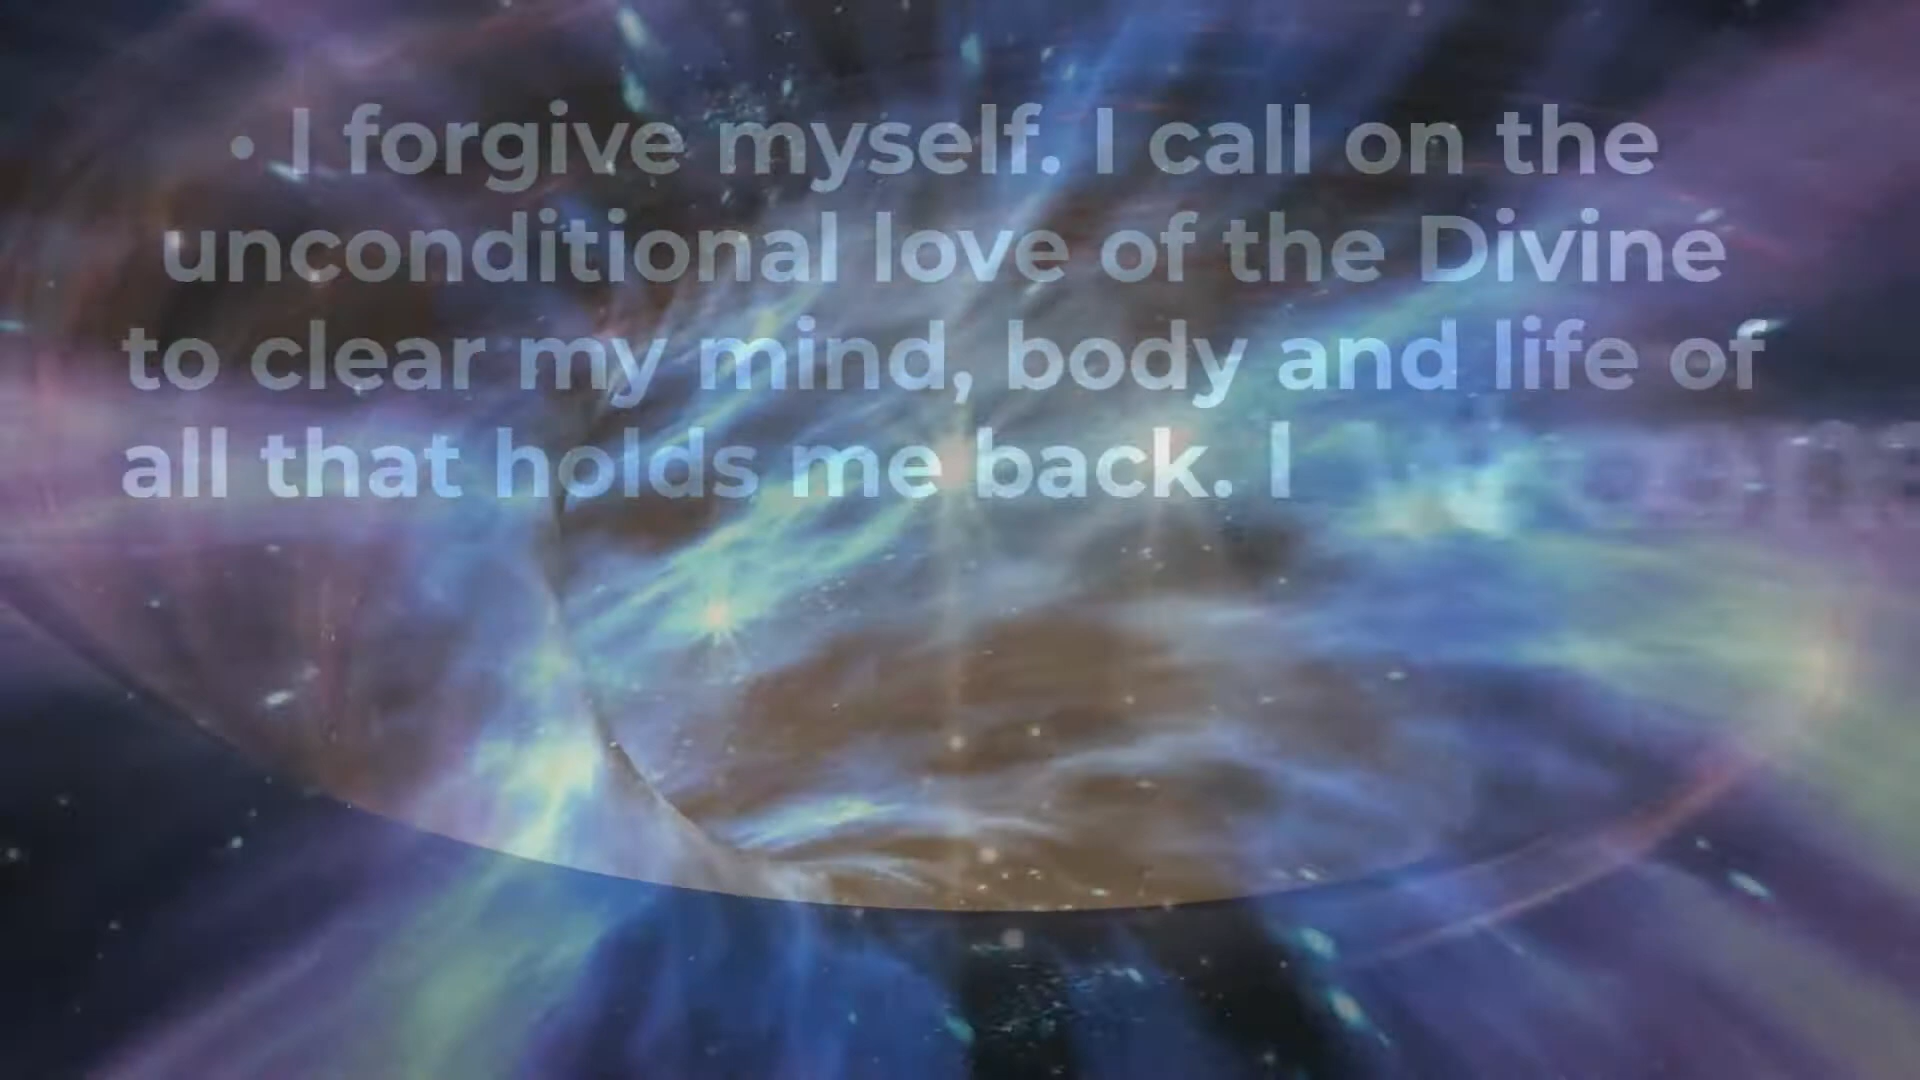 • I forgive myself. I call on the
unconditional love of the Divine
to clear my mind, body and life of
all that holds me back. I